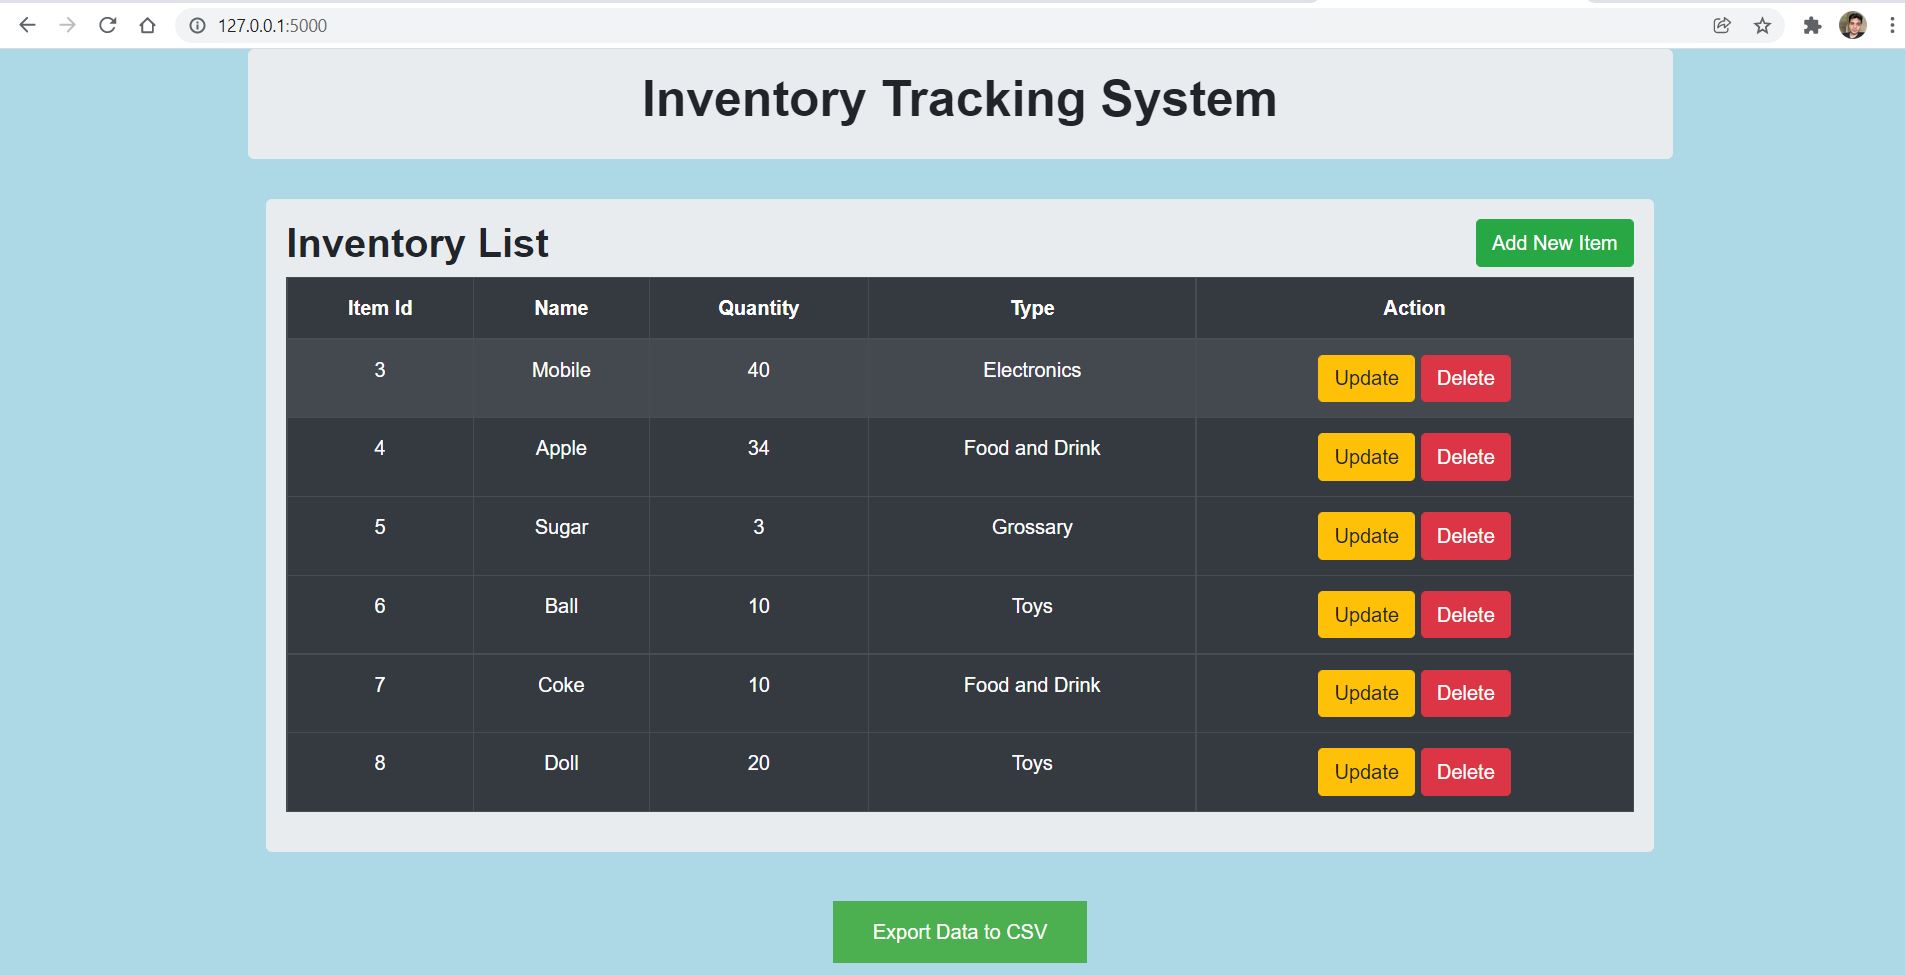 127.0.0.1:5000
Inventory Tracking System
Inventory List
Add New Item
Item Id Name Quantity Type Action
3 Mobile 40 Electronics Update Delete
4 Apple 34 Food and Drink Update Delete
5 Sugar 3 Grossary Update Delete
6 Ball 10 Toys Update Delete
7 Coke 10 Food and Drink Update Delete
8 Doll 20 Toys Update Delete
Export Data to CSV